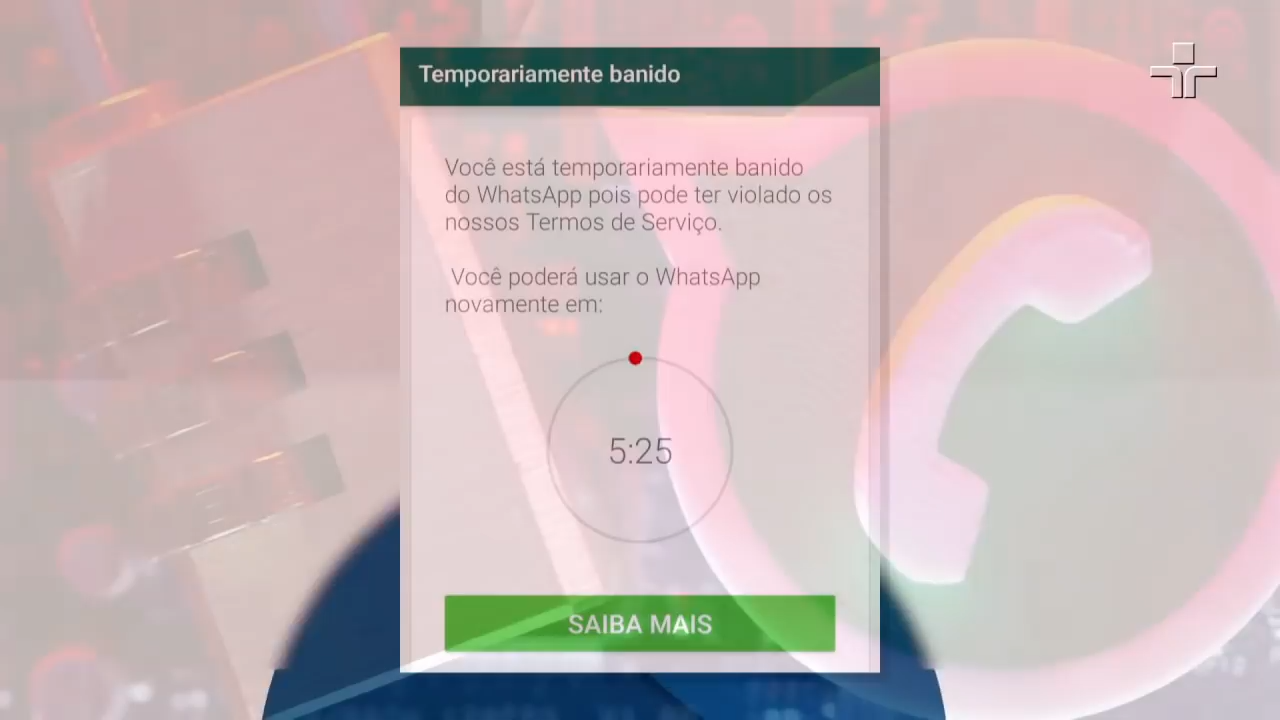 Temporariamente banido
Você está temporariamente banido
do WhatsApp pois pode ter violado os
nossos Termos de Serviço.
Você poderá usar o WhatsApp
novamente em:
5:25
SAIBA MAIS